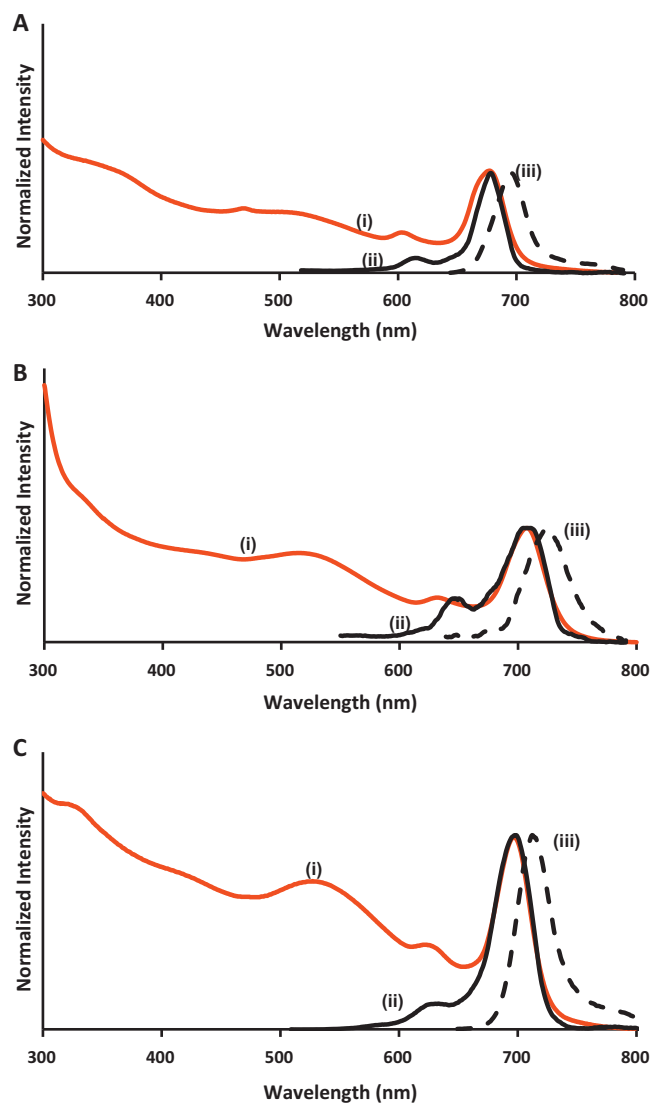 A
Normalized Intensity
(i)
(ii)
(iii)
300 400 500 600 700 800
Wavelength (nm)
B
Normalized Intensity
(i)
(ii)
(iii)
300 400 500 600 700 800
Wavelength (nm)
C
Normalized Intensity
(i)
(ii)
(iii)
300 400 500 600 700 800
Wavelength (nm)